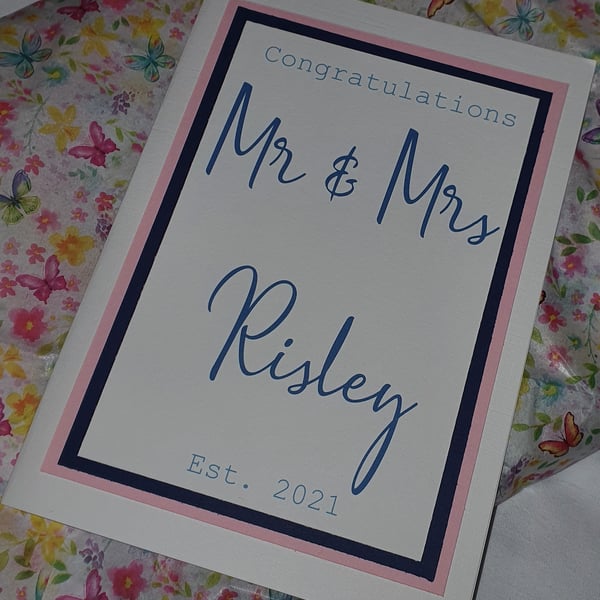 Congratulations
Mr & Mrs
Risley
Est. 2021